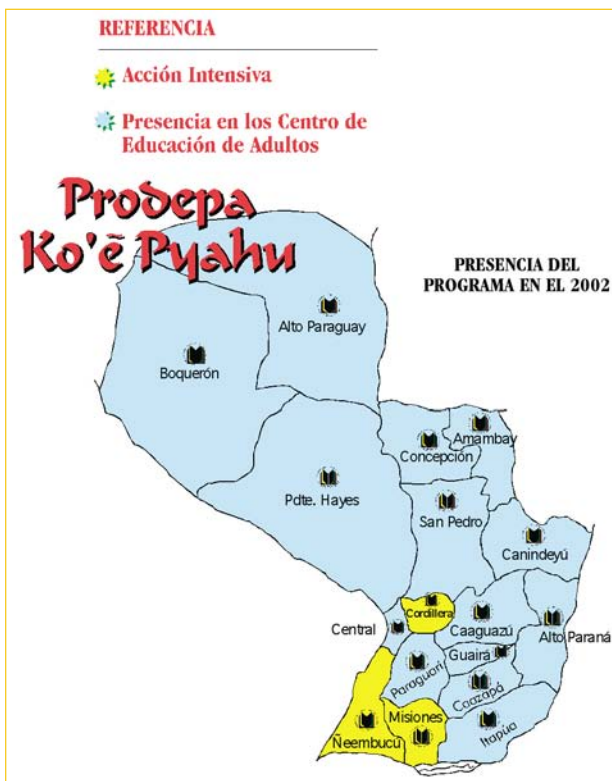 REFERENCIA
Acción Intensiva
Presencia en los Centro de
Educación de Adultos
Prodepa
Ko'ẽ Pyahu
PRESENCIA DEL
PROGRAMA EN EL 2002
Alto Paraguay
Boquerón
Amambay
Concepción
Pdte. Hayes
San Pedro
Canindeyú
Cordillera
Central
Caaguazú
Alto Paraná
Guairá
Paraguarí
Caazapá
Misiones
Itapúa
Ñeembucú